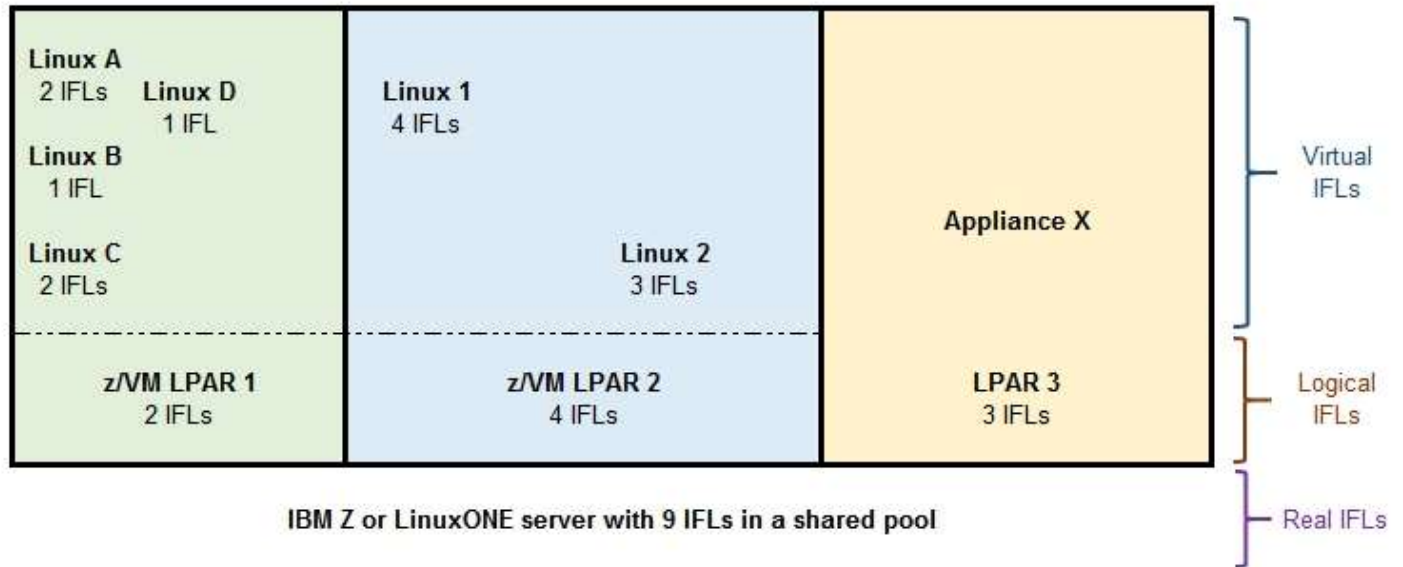 Linux A
2 IFLs
Linux D
1 IFL
Linux B
1 IFL
Linux C
2 IFLs
z/VM LPAR 1
2 IFLs
Linux 1
4 IFLs
Linux 2
3 IFLs
z/VM LPAR 2
4 IFLs
Appliance X
LPAR 3
3 IFLs
Virtual
IFLs
Logical
IFLs
IBM Z or LinuxONE server with 9 IFLs in a shared pool
Real IFLs